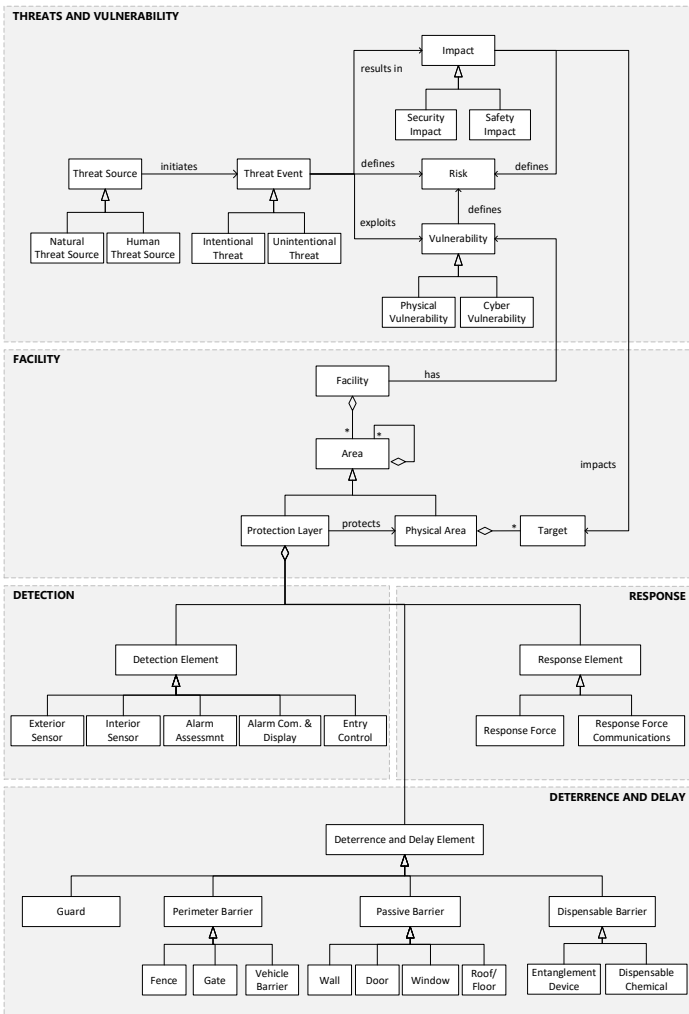 THREATS AND VULNERABILITY
Impact
results in
Security
Impact
Safety
Impact
Threat Source
initiates
Threat Event
defines
Risk
defines
defines
exploits
Vulnerability
Natural
Threat Source
Human
Threat Source
Intentional
Threat
Unintentional
Threat
Physical
Vulnerability
Cyber
Vulnerability
FACILITY
Facility
has
*
*
Area
impacts
Protection Layer
protects
Physical Area
*
Target
DETECTION
Detection Element
Exterior
Sensor
Interior
Sensor
Alarm
Assessmnt
Alarm Com. &
Display
Entry
Control
RESPONSE
Response Element
Response Force
Response Force
Communications
DETERRENCE AND DELAY
Deterrence and Delay Element
Guard
Perimeter Barrier
Passive Barrier
Dispensable Barrier
Fence
Gate
Vehicle
Barrier
Wall
Door
Window
Roof/
Floor
Entanglement
Device
Dispensable
Chemical